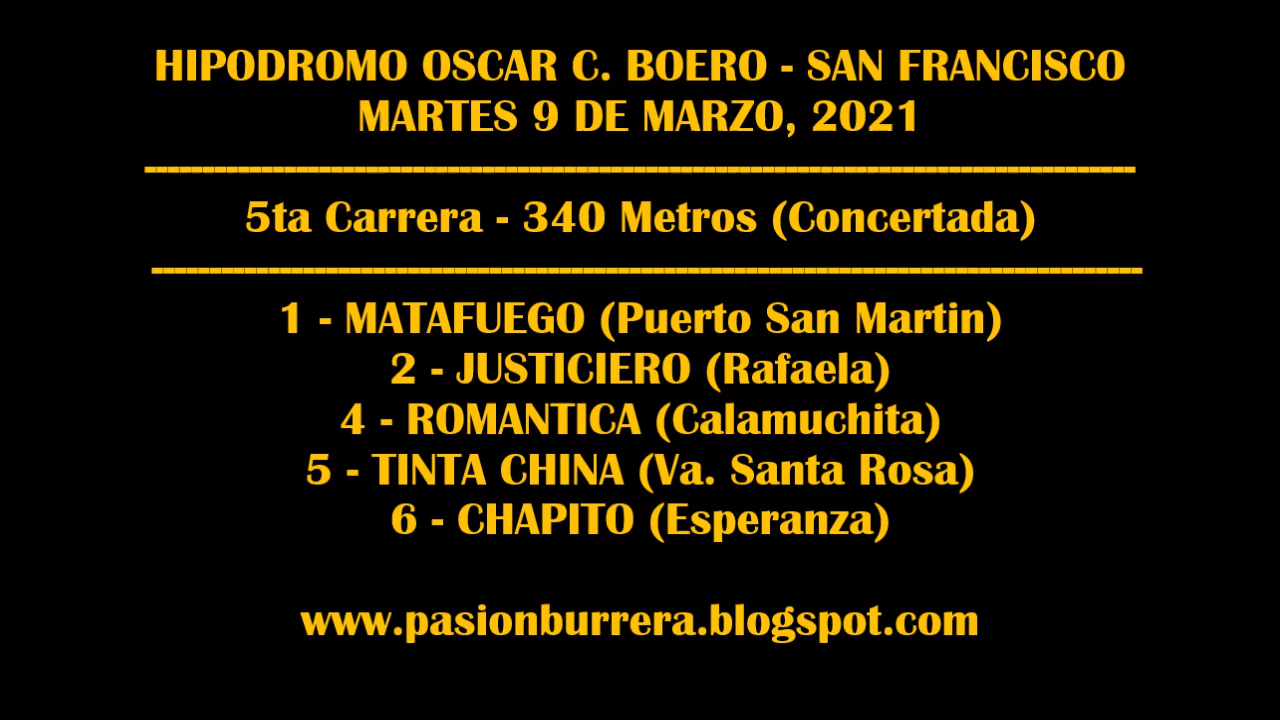 HIPODROMO OSCAR C. BOERO - SAN FRANCISCO
MARTES 9 DE MARZO, 2021
5ta Carrera - 340 Metros (Concertada)
1 - MATAFUEGO (Puerto San Martin)
2 - JUSTICIERO (Rafaela)
4 - ROMANTICA (Calamuchita)
5 - TINTA CHINA (Va. Santa Rosa)
6 - CHAPITO (Esperanza)
www.pasionburrera.blogspot.com